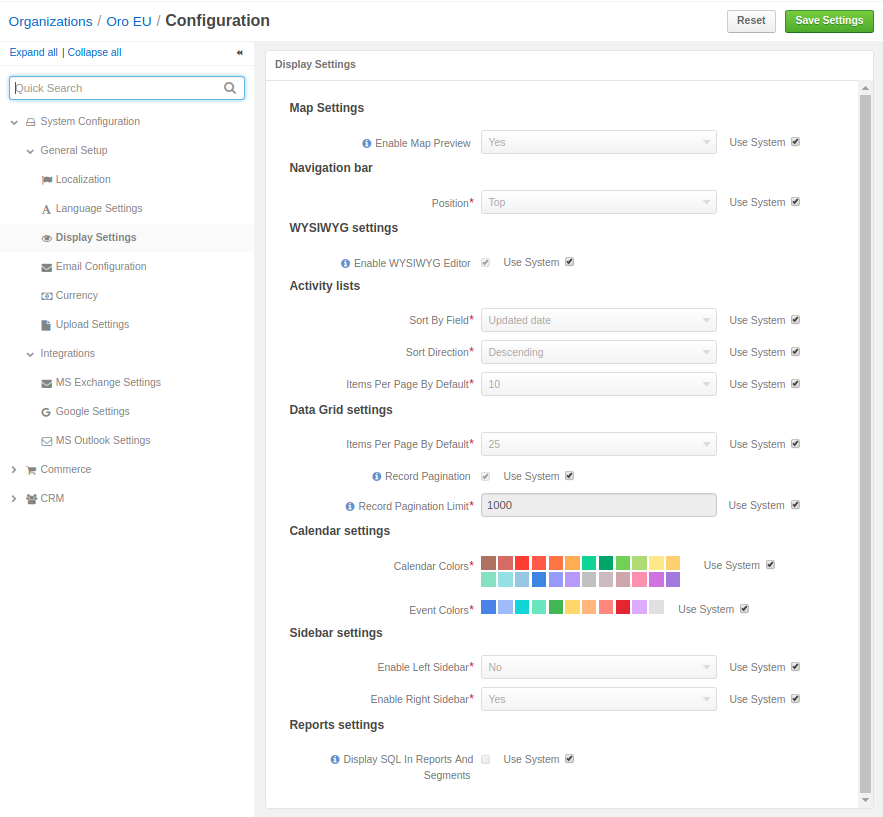 Organizations / Oro EU / Configuration
Reset
Save Settings
Expand all | Collapse all
Quick Search
System Configuration
General Setup
Localization
Language Settings
Display Settings
Email Configuration
Currency
Upload Settings
Integrations
MS Exchange Settings
Google Settings
MS Outlook Settings
Commerce
CRM
Display Settings
Map Settings
Enable Map Preview Yes Use System
Navigation bar
Position* Top Use System
WYSIWYG settings
Enable WYSIWYG Editor Use System
Activity lists
Sort By Field* Updated date Use System
Sort Direction* Descending Use System
Items Per Page By Default* 10 Use System
Data Grid settings
Items Per Page By Default* 25 Use System
Record Pagination Use System
Record Pagination Limit* 1000 Use System
Calendar settings
Calendar Colors* Use System
Event Colors* Use System
Sidebar settings
Enable Left Sidebar* No Use System
Enable Right Sidebar* Yes Use System
Reports settings
Display SQL In Reports And Use System
Segments